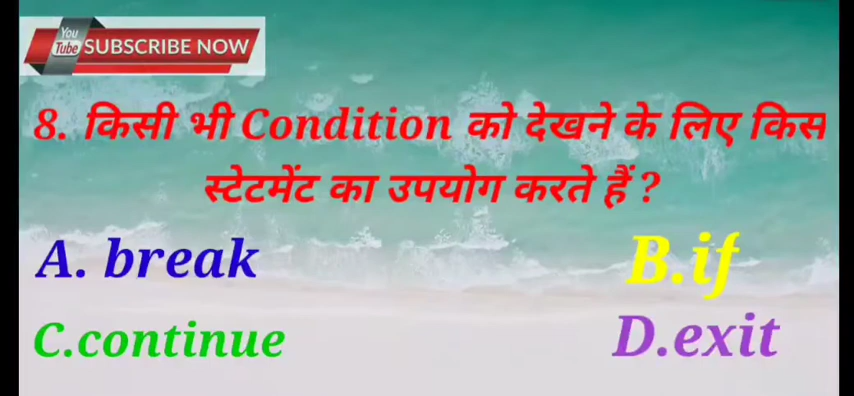 You
Tube SUBSCRIBE NOW
8. किसी भी Condition को देखने के लिए किस
स्टेटमेंट का उपयोग करते हैं ?
A. break B.if
C.continue D.exit